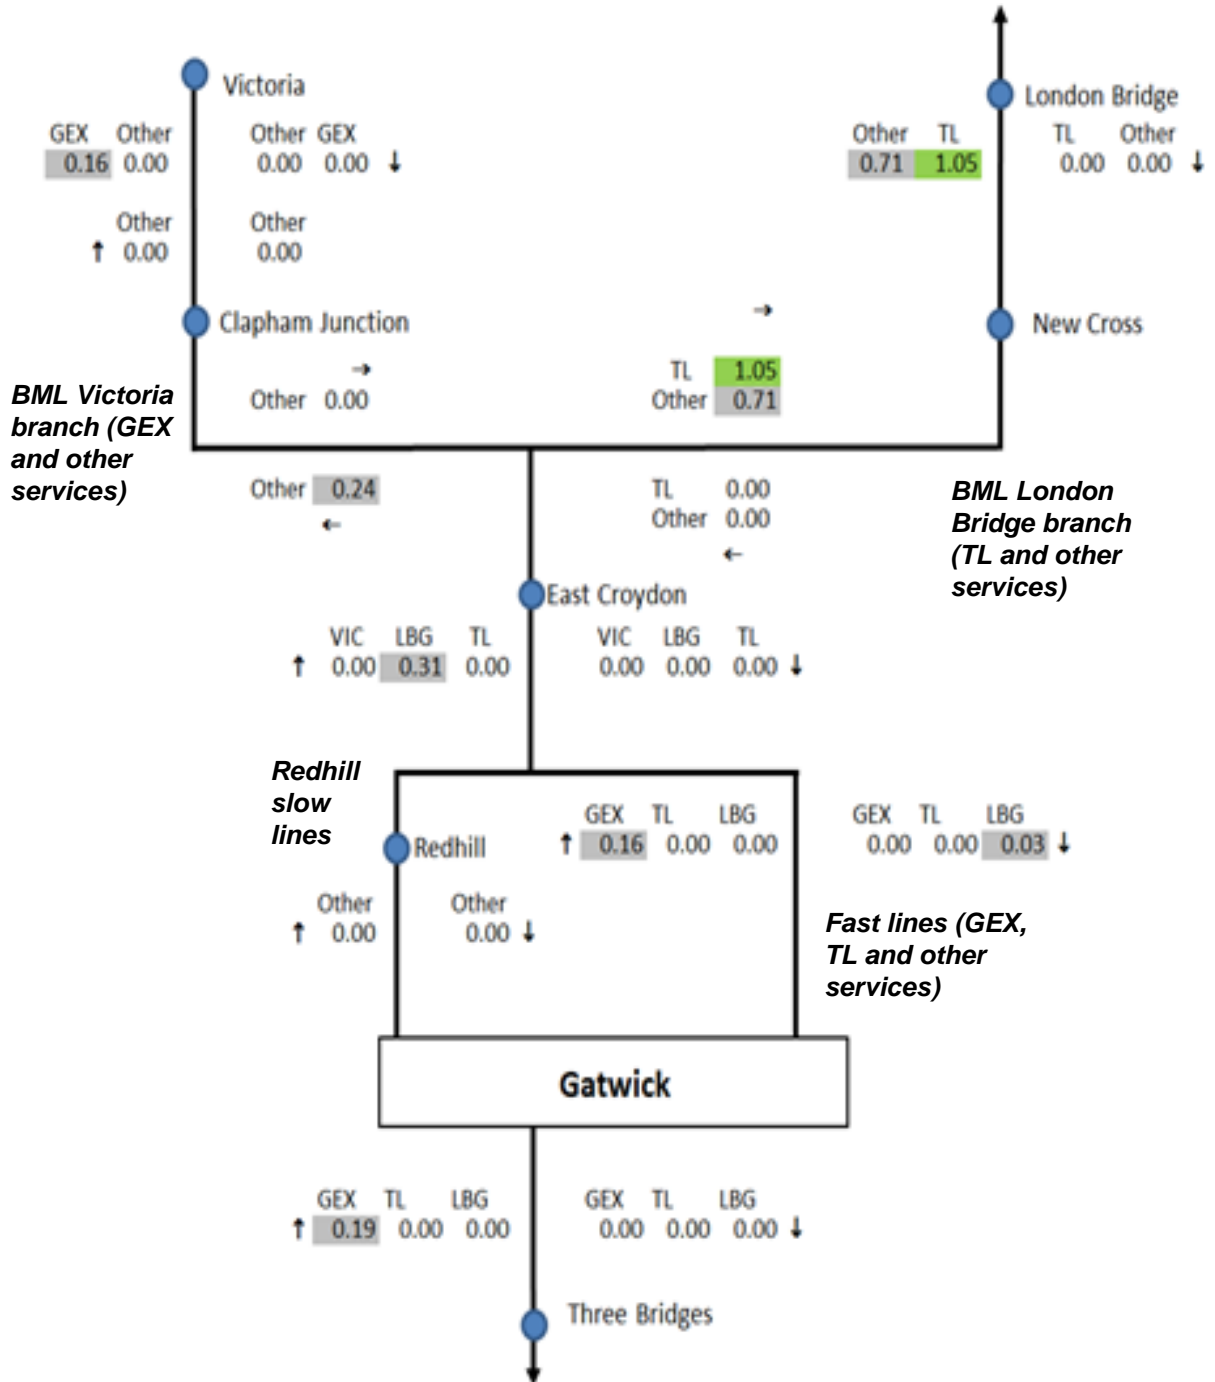 Victoria
London Bridge
GEX Other Other GEX
0.16 0.00 0.00 0.00 ↓
Other TL TL Other
0.71 1.05 0.00 0.00 ↓
Other Other
↑ 0.00 0.00
Clapham Junction
→
New Cross
BML Victoria
branch (GEX
and other
services)
→
Other 0.00
TL 1.05
Other 0.71
Other 0.24
←
TL 0.00
Other 0.00
←
BML London
Bridge branch
(TL and other
services)
East Croydon
VIC LBG TL VIC LBG TL
↑ 0.00 0.31 0.00 0.00 0.00 0.00 ↓
Redhill
slow
lines
Redhill
GEX TL LBG GEX TL LBG
↑ 0.16 0.00 0.00 0.00 0.00 0.03 ↓
Other Other
↑ 0.00 0.00 ↓
Fast lines (GEX,
TL and other
services)
Gatwick
GEX TL LBG GEX TL LBG
↑ 0.19 0.00 0.00 0.00 0.00 0.00 ↓
Three Bridges